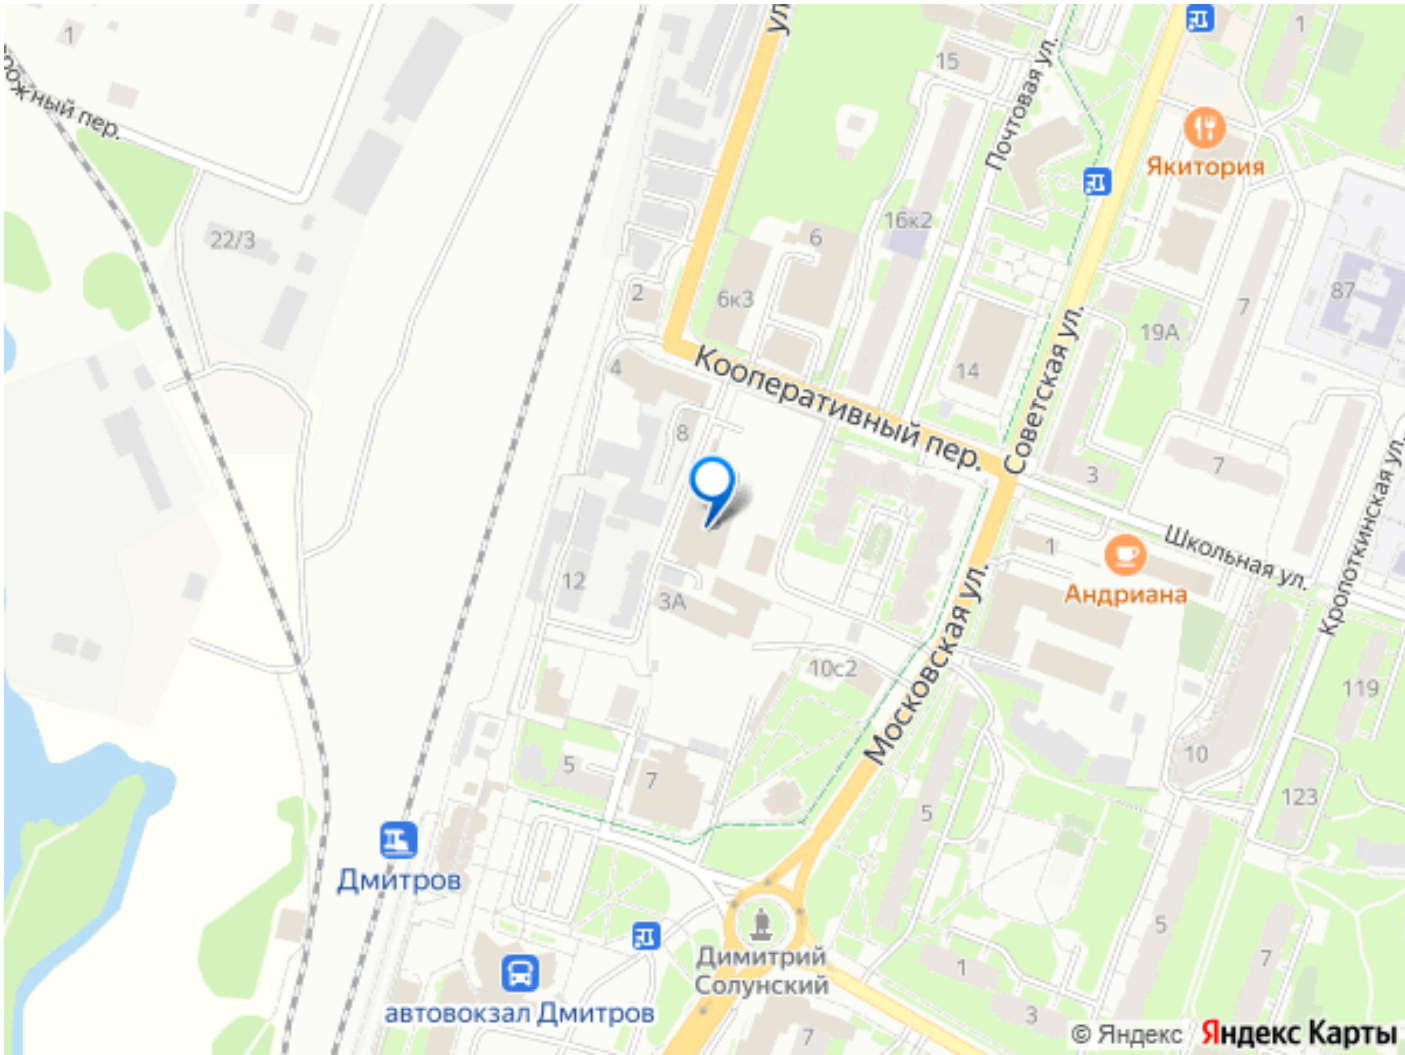 1
ул
1
15
Почтовая ул.
Якитория
рожный пер.
22/3
16к2
6
2
6к3
87
7
19А
14
4
Кооперативный пер.
Советская ул.
8
7
3
Кропоткинская ул.
Школьная ул.
1
Андриана
12
3А
Московская ул.
10с2
119
10
5
7
123
5
Дмитров
5
Димитрий
Солунский
7
1
автовокзал Дмитров
3
7
© Яндекс Яндекс Карты